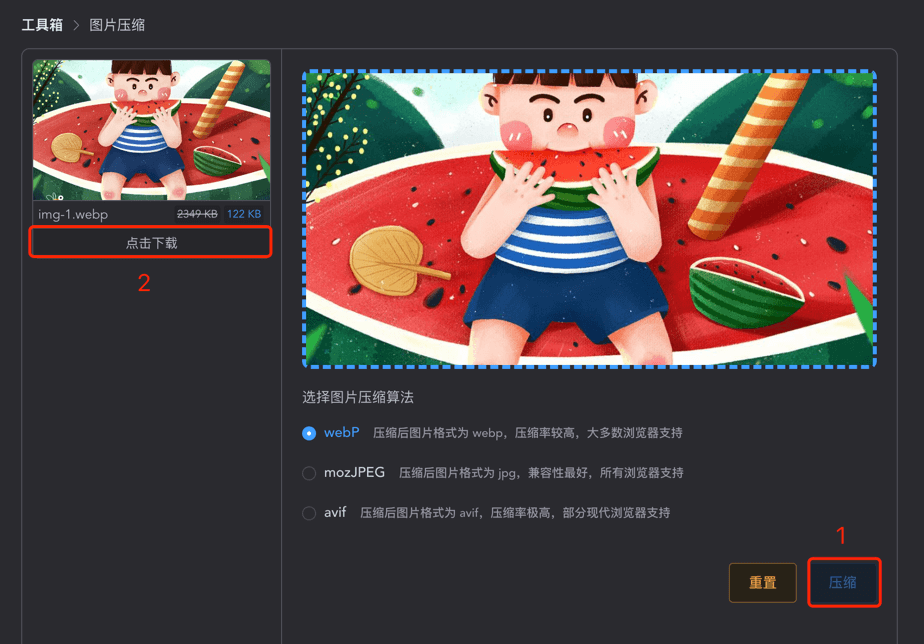 工具箱 > 图片压缩
img-1.webp 2349 KB 122 KB
点击下载
2
选择图片压缩算法
webP 压缩后图片格式为 webp，压缩率较高，大多数浏览器支持
mozJPEG 压缩后图片格式为 jpg，兼容性最好，所有浏览器支持
avif 压缩后图片格式为 avif，压缩率极高，部分现代浏览器支持
1
重置 压缩